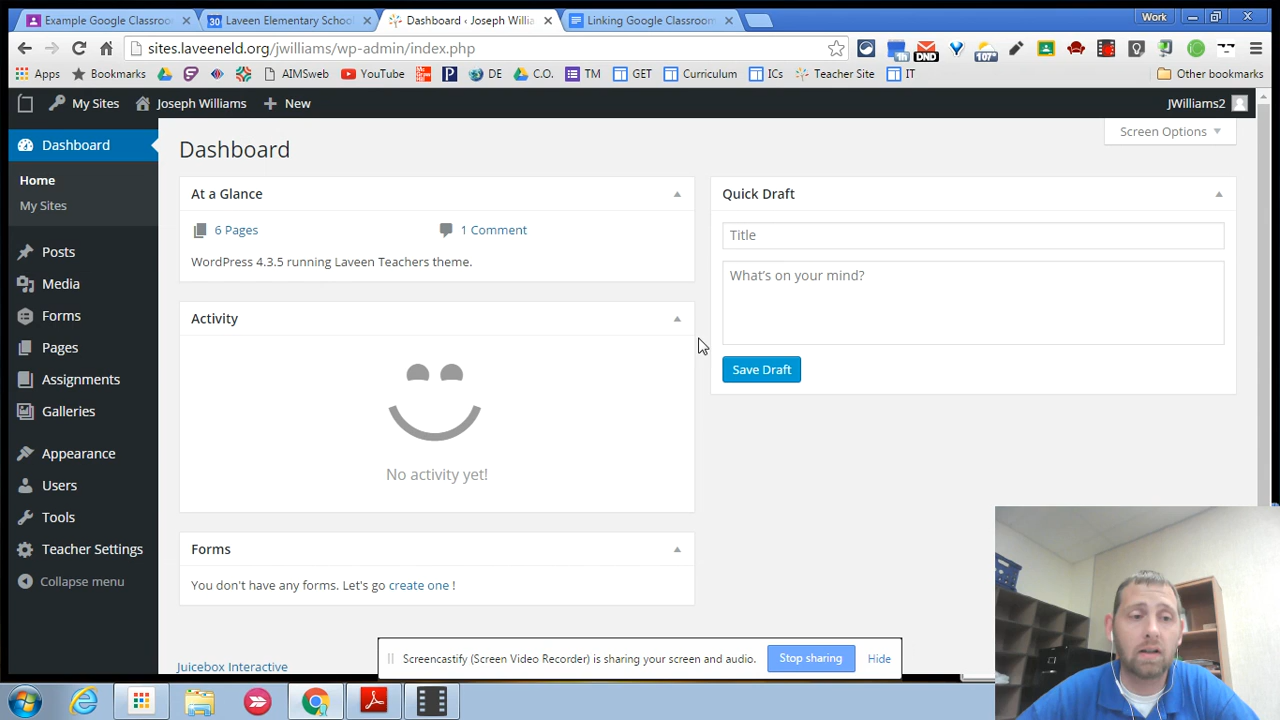 Example Google Classroo
30 Laveen Elementary School
Dashboard ‹ Joseph Willia
Linking Google Classroom
Work
sites.laveeneld.org/jwilliams/wp-admin/index.php
1h
DND
107°
Apps
Bookmarks
AIMSweb
YouTube
P
DE
C.O.
TM
GET
Curriculum
ICs
Teacher Site
IT
Other bookmarks
My Sites
Joseph Williams
New
JWilliams2
Dashboard
Home
My Sites
Posts
Media
Forms
Pages
Assignments
Galleries
Appearance
Users
Tools
Teacher Settings
Collapse menu
Screen Options
Dashboard
At a Glance
6 Pages
1 Comment
WordPress 4.3.5 running Laveen Teachers theme.
Activity
No activity yet!
Forms
You don't have any forms. Let's go create one !
Quick Draft
Title
What's on your mind?
Save Draft
Juicebox Interactive
Screencastify (Screen Video Recorder) is sharing your screen and audio.
Stop sharing
Hide